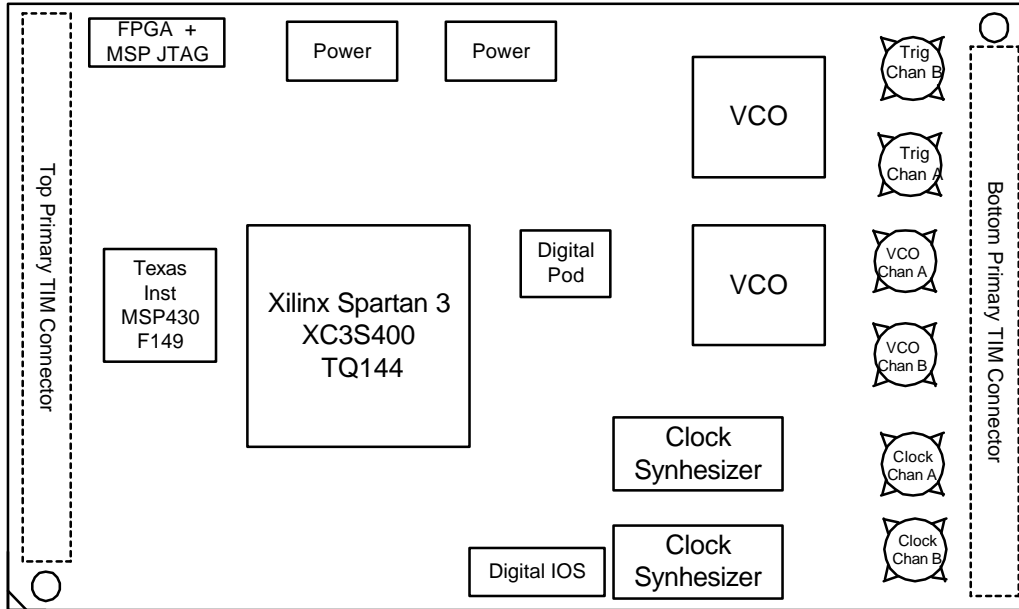 FPGA +
MSP JTAG
Power
Power
Trig
Chan B
VCO
Trig
Chan A
Top Primary TIM Connector
Bottom Primary TIM Connector
Texas
Inst
MSP430
F149
Xilinx Spartan 3
XC3S400
TQ144
Digital
Pod
VCO
VCO
Chan A
VCO
Chan B
Clock
Synhesizer
Clock
Chan A
Digital IOS
Clock
Synhesizer
Clock
Chan B